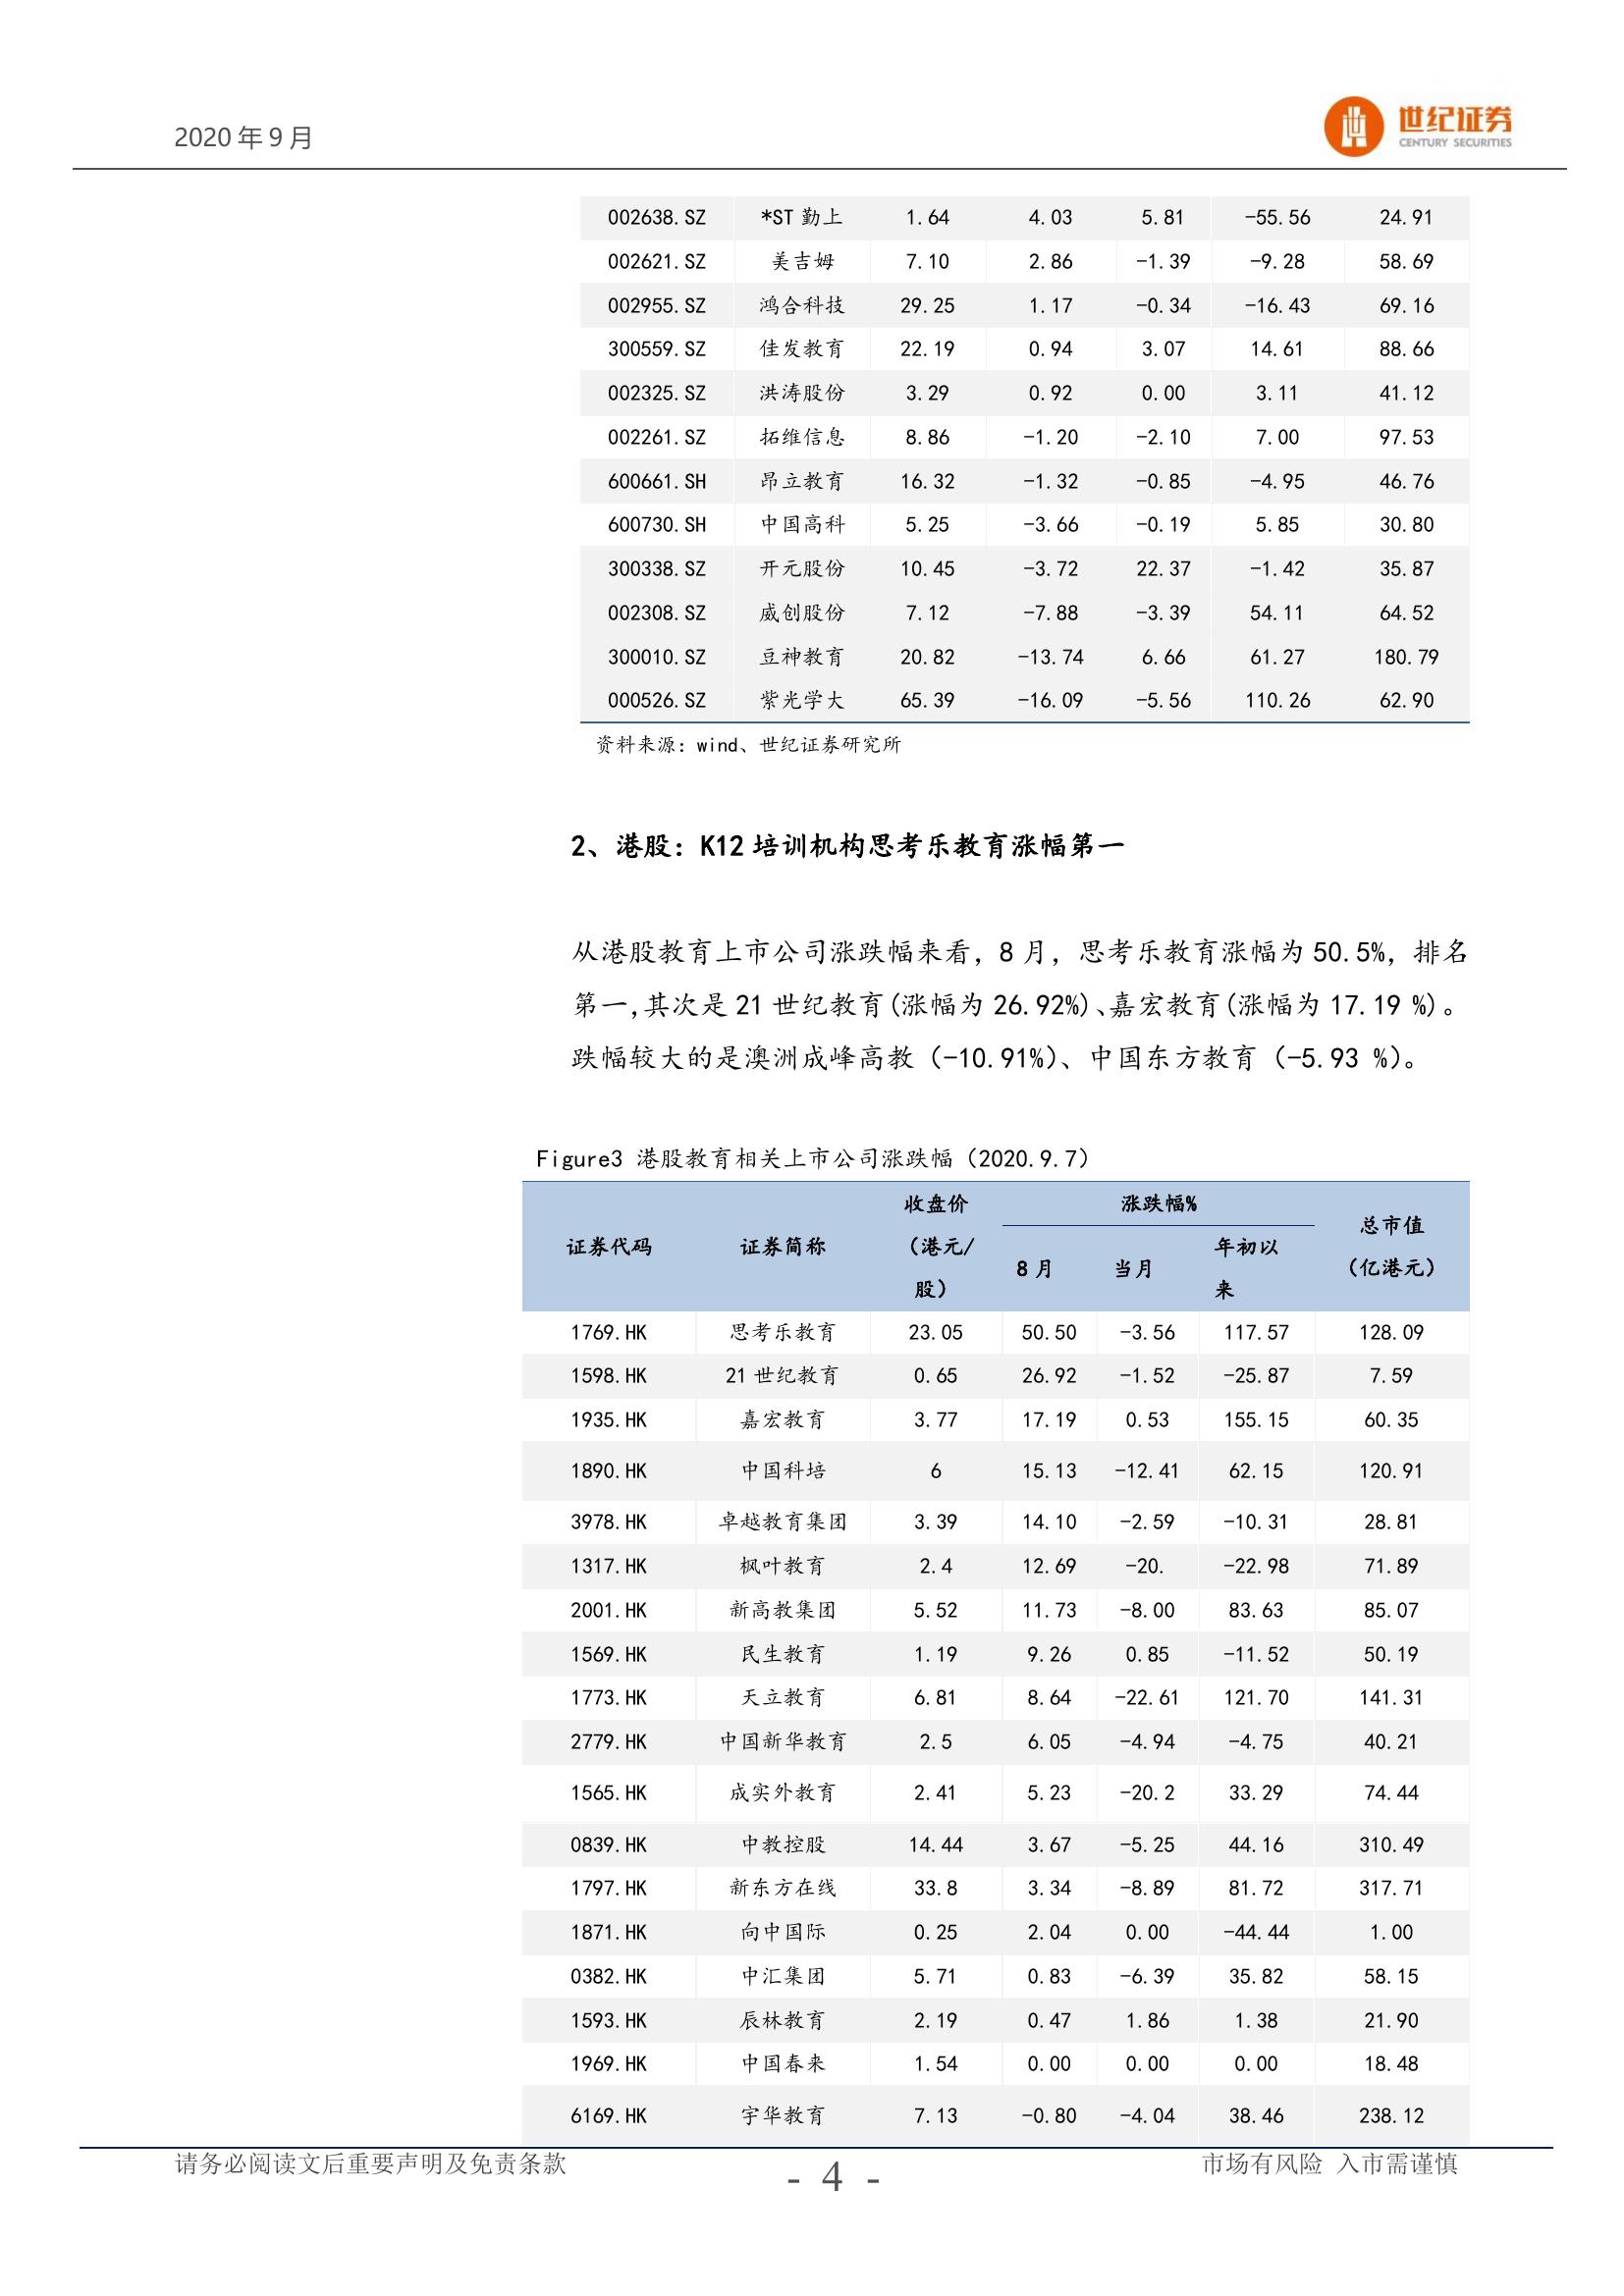 2020 年 9 月
世纪证券
CENTURY SECURITIES
002638.SZ *ST 勤上 1.64 4.03 5.81 -55.56 24.91
002621.SZ 美吉姆 7.10 2.86 -1.39 -9.28 58.69
002955.SZ 鸿合科技 29.25 1.17 -0.34 -16.43 69.16
300559.SZ 佳发教育 22.19 0.94 3.07 14.61 88.66
002325.SZ 洪涛股份 3.29 0.92 0.00 3.11 41.12
002261.SZ 拓维信息 8.86 -1.20 -2.10 7.00 97.53
600661.SH 昂立教育 16.32 -1.32 -0.85 -4.95 46.76
600730.SH 中国高科 5.25 -3.66 -0.19 5.85 30.80
300338.SZ 开元股份 10.45 -3.72 22.37 -1.42 35.87
002308.SZ 威创股份 7.12 -7.88 -3.39 54.11 64.52
300010.SZ 豆神教育 20.82 -13.74 6.66 61.27 180.79
000526.SZ 紫光学大 65.39 -16.09 -5.56 110.26 62.90
资料来源：wind、世纪证券研究所
2、港股：K12 培训机构思考乐教育涨幅第一
从港股教育上市公司涨跌幅来看，8 月，思考乐教育涨幅为 50.5%，排名
第一,其次是 21 世纪教育(涨幅为 26.92%)、嘉宏教育(涨幅为 17.19 %)。
跌幅较大的是澳洲成峰高教（-10.91%)、中国东方教育（-5.93 %)。
Figure3 港股教育相关上市公司涨跌幅（2020.9.7）
证券代码 证券简称 收盘价（港元/股） 涨跌幅% 总市值（亿港元）
8 月 当月 年初以来
1769.HK 思考乐教育 23.05 50.50 -3.56 117.57 128.09
1598.HK 21 世纪教育 0.65 26.92 -1.52 -25.87 7.59
1935.HK 嘉宏教育 3.77 17.19 0.53 155.15 60.35
1890.HK 中国科培 6 15.13 -12.41 62.15 120.91
3978.HK 卓越教育集团 3.39 14.10 -2.59 -10.31 28.81
1317.HK 枫叶教育 2.4 12.69 -20. -22.98 71.89
2001.HK 新高教集团 5.52 11.73 -8.00 83.63 85.07
1569.HK 民生教育 1.19 9.26 0.85 -11.52 50.19
1773.HK 天立教育 6.81 8.64 -22.61 121.70 141.31
2779.HK 中国新华教育 2.5 6.05 -4.94 -4.75 40.21
1565.HK 成实外教育 2.41 5.23 -20.2 33.29 74.44
0839.HK 中教控股 14.44 3.67 -5.25 44.16 310.49
1797.HK 新东方在线 33.8 3.34 -8.89 81.72 317.71
1871.HK 向中国际 0.25 2.04 0.00 -44.44 1.00
0382.HK 中汇集团 5.71 0.83 -6.39 35.82 58.15
1593.HK 辰林教育 2.19 0.47 1.86 1.38 21.90
1969.HK 中国春来 1.54 0.00 0.00 0.00 18.48
6169.HK 宇华教育 7.13 -0.80 -4.04 38.46 238.12
请务必阅读文后重要声明及免责条款
- 4 -
市场有风险 入市需谨慎